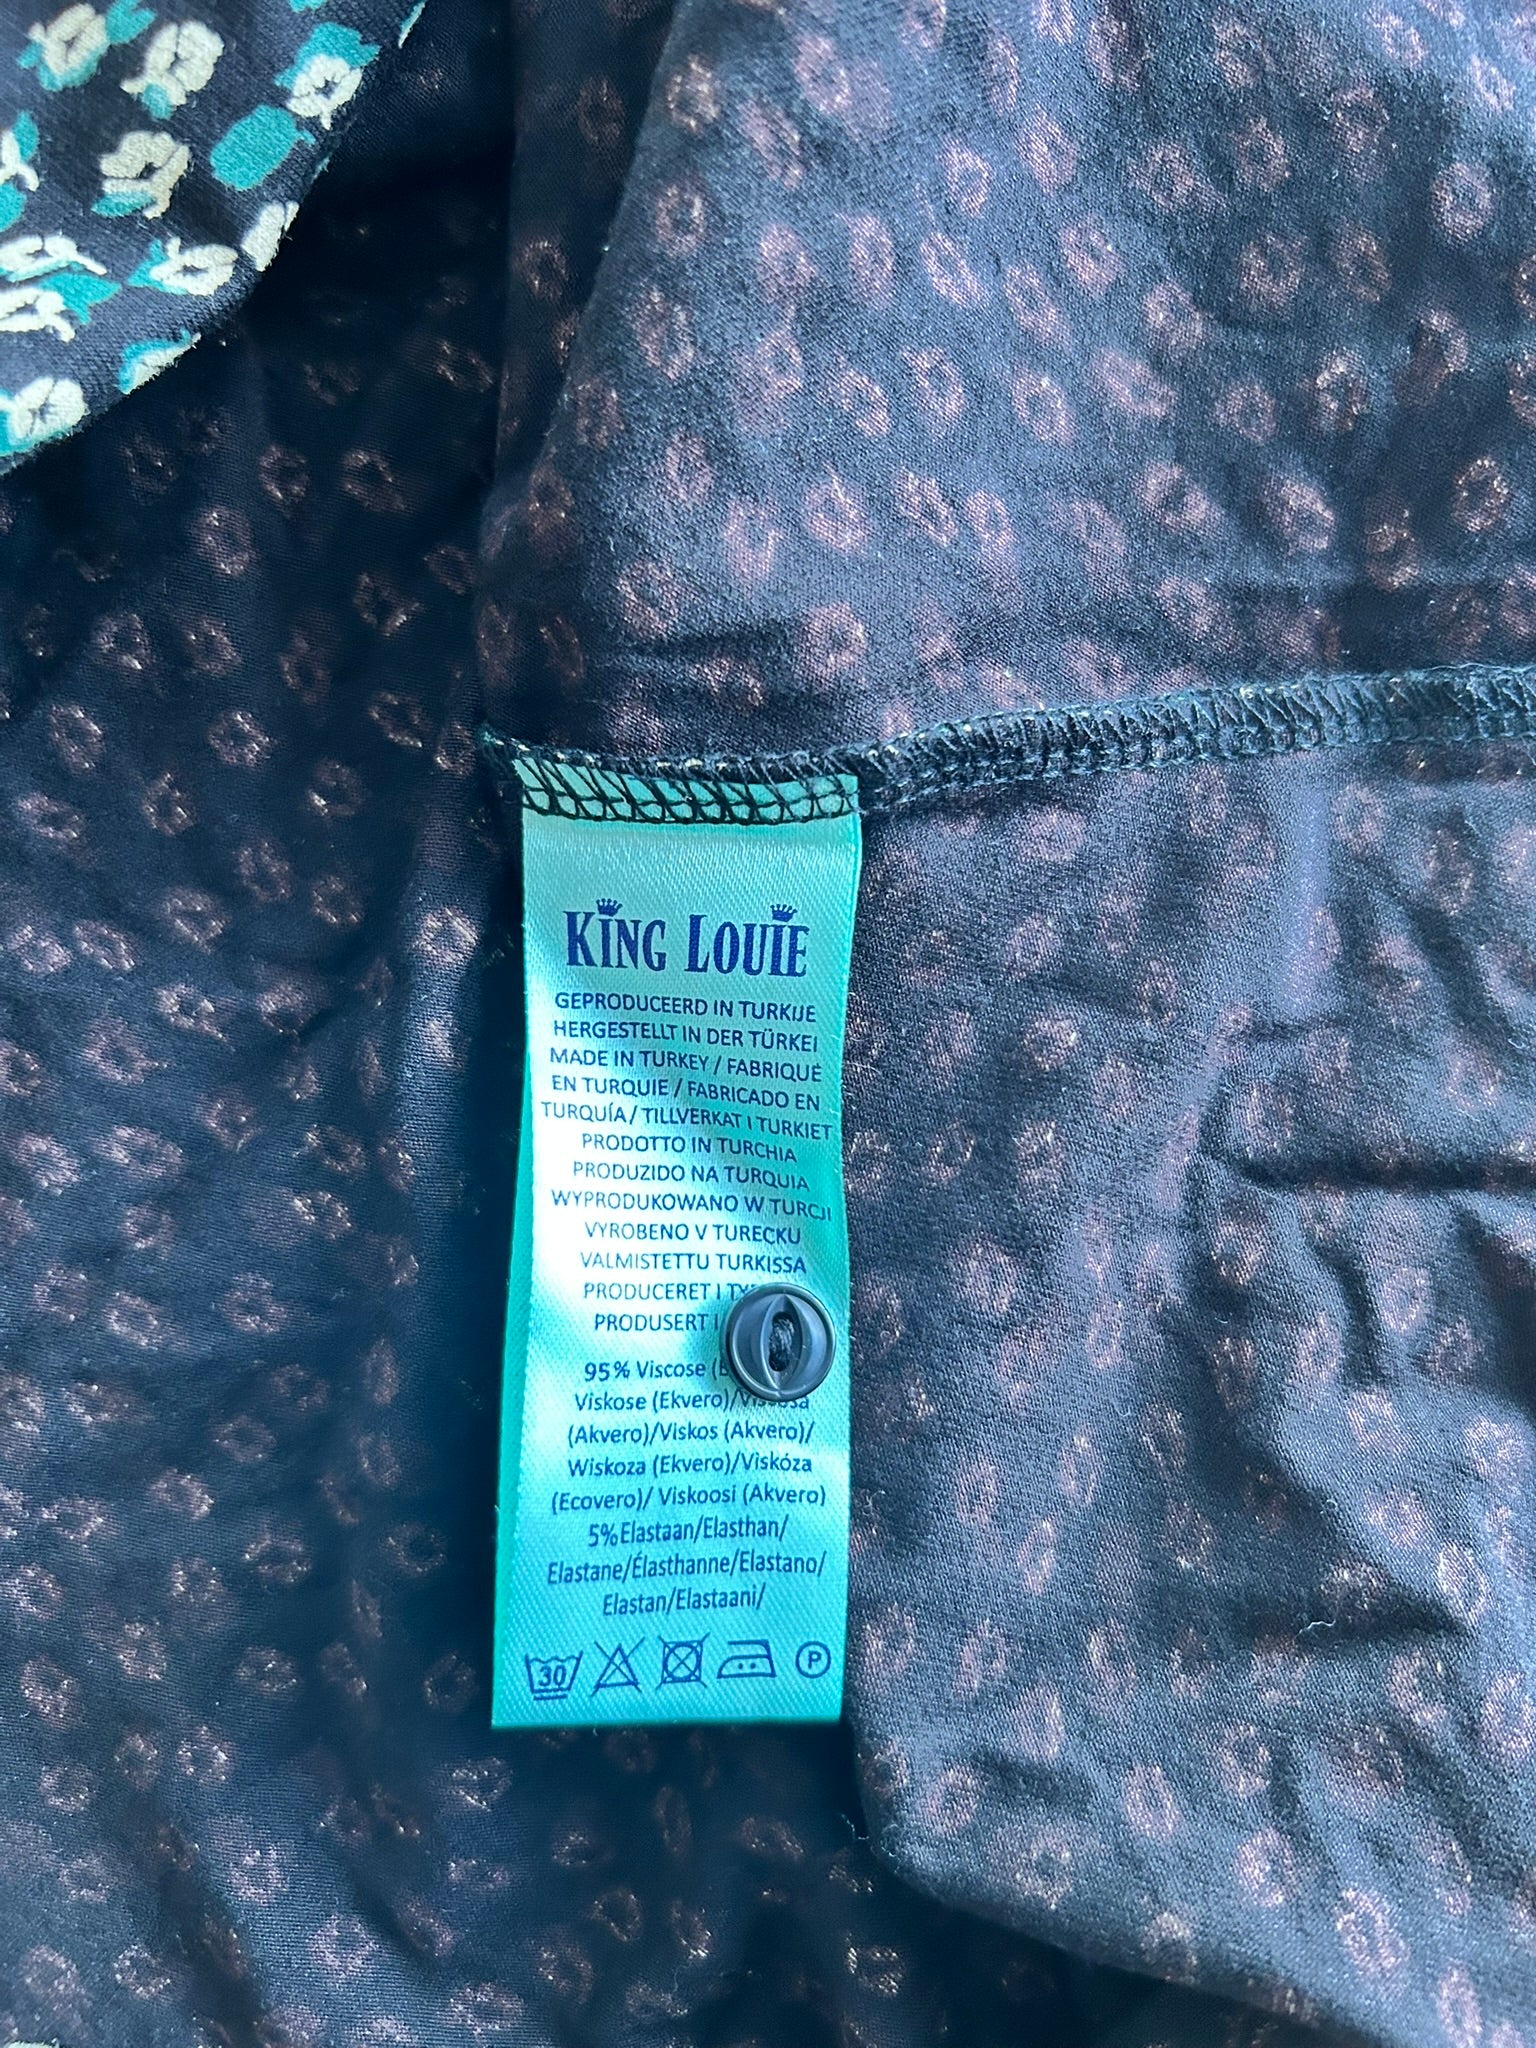 KING LOUIE
GEPRODUCEERD IN TURKIJE
HERGESTELLT IN DER TÜRKEI
MADE IN TURKEY / FABRIQUÉ
EN TURQUIE / FABRICADO EN
TURQUÍA / TILLVERKAT I TURKIET
PRODOTTO IN TURCHIA
PRODUZIDO NA TURQUIA
WYPRODUKOWANO W TURCJI
VYROBENO V TURECKU
VALMISTETTU TURKISSA
PRODUCERET I
PRODUSERT I
95% Viscose
Viskose (Ekvero)/Viscosa
(Akvero)/Viskos (Akvero)/
Wiskoza (Ekvero)/Viskóza
(Ecovero)/ Viskoosi (Akvero)
5%Elastaan/Elasthan/
Elastane/Élasthanne/Elastano/
Elastan/Elastaani/
30 P